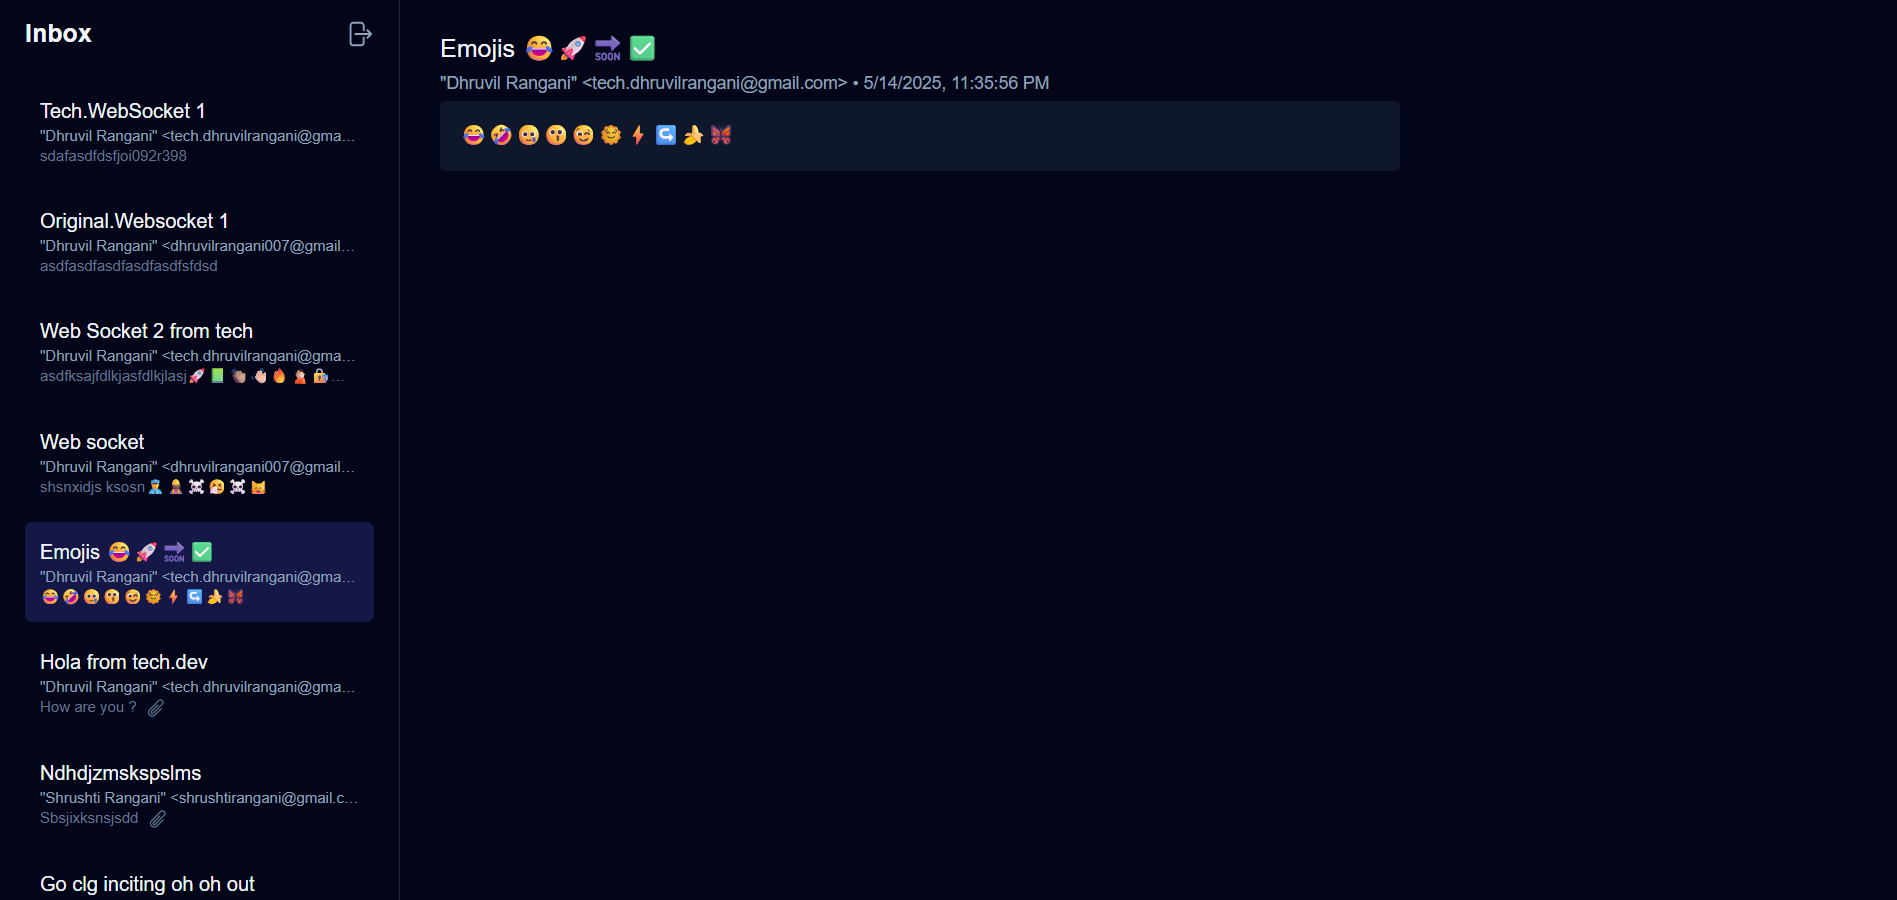 Inbox
Tech.WebSocket 1
"Dhruvil Rangani" <tech.dhruvilrangani@gma...
sdafasdfdsfjoi092r398
Original.Websocket 1
"Dhruvil Rangani" <dhruvilrangani007@gmail...
asdfasdfasdfasdfasdfsfdsd
Web Socket 2 from tech
"Dhruvil Rangani" <tech.dhruvilrangani@gma...
asdfksajfdlkjasfdlkjlasj🚀 📗 👏🏽 👏🏻 🔥 🤦🏻 🔐 ...
Web socket
"Dhruvil Rangani" <dhruvilrangani007@gmail...
shsnxidjs ksosn
Emojis 😂 🚀 🔜 ✅
"Dhruvil Rangani" <tech.dhruvilrangani@gma...
Hola from tech.dev
"Dhruvil Rangani" <tech.dhruvilrangani@gma...
How are you ?
Ndhdjzmskspslms
"Shrushti Rangani" <shrushtirangani@gmail.c...
Sbsjixksnsjsdd
Go clg inciting oh oh out
Emojis 😂 🚀 🔜 ✅
"Dhruvil Rangani" <tech.dhruvilrangani@gmail.com> • 5/14/2025, 11:35:56 PM